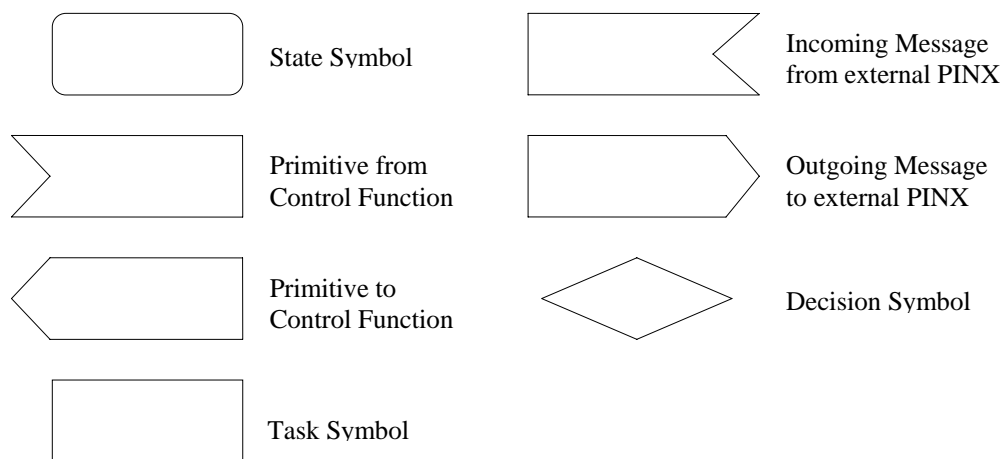 State Symbol
Incoming Message
from external PINX
Primitive from
Control Function
Outgoing Message
to external PINX
Primitive to
Control Function
Decision Symbol
Task Symbol